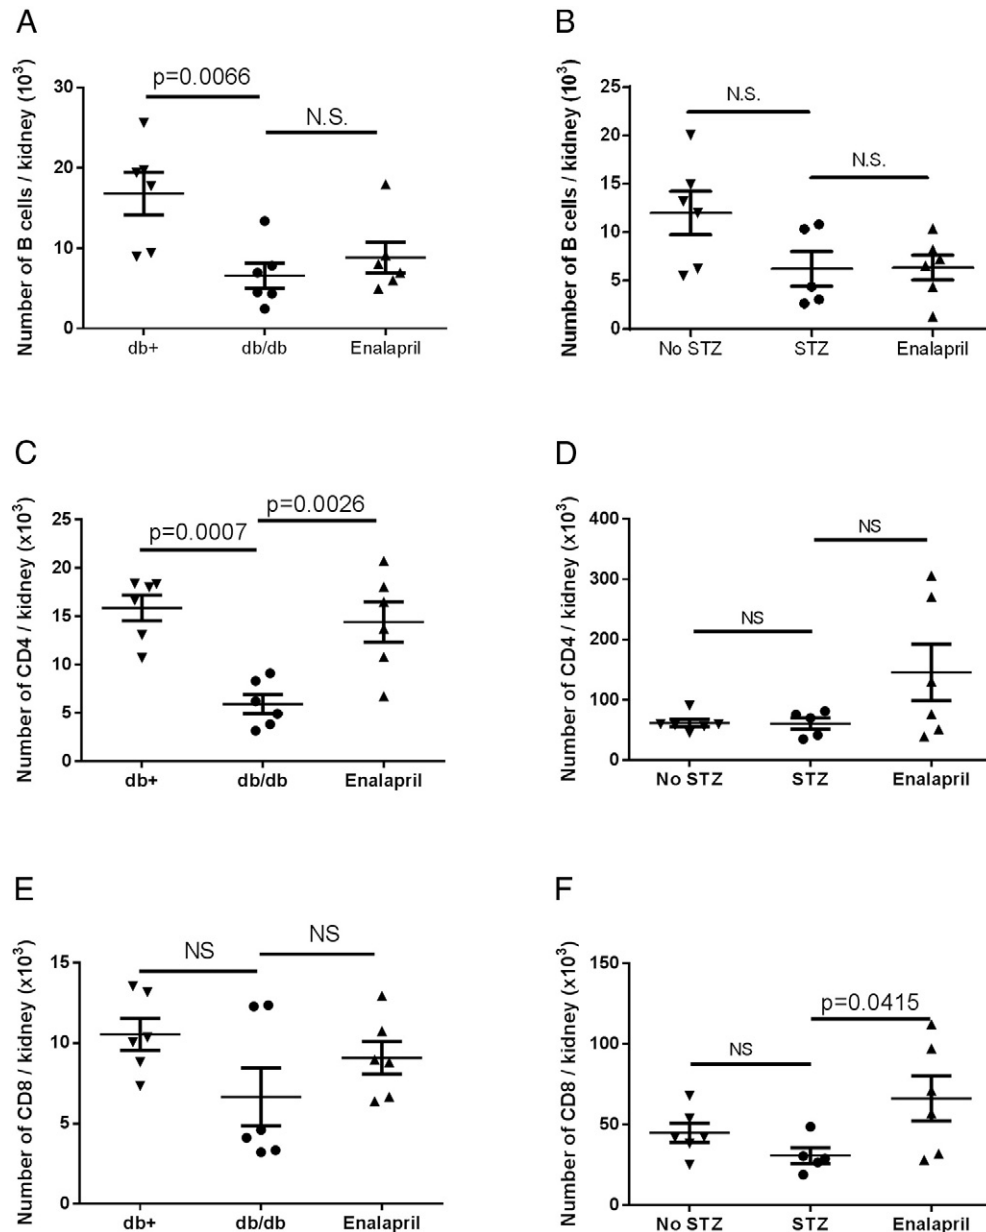 A
B
Number of B cells / kidney (10³)
30
20
10
0
p=0.0066
N.S.
db+
db/db
Enalapril
Number of B cells / kidney (10³)
25
20
15
10
5
0
N.S.
N.S.
No STZ
STZ
Enalapril
C
D
Number of CD4 / kidney (x10³)
25
20
15
10
5
0
p=0.0007
p=0.0026
db+
db/db
Enalapril
Number of CD4 / kidney (x10³)
400
300
200
100
0
NS
NS
No STZ
STZ
Enalapril
E
F
Number of CD8 / kidney (x10³)
15
10
5
0
NS
NS
db+
db/db
Enalapril
Number of CD8 / kidney (x10³)
150
100
50
0
NS
p=0.0415
No STZ
STZ
Enalapril